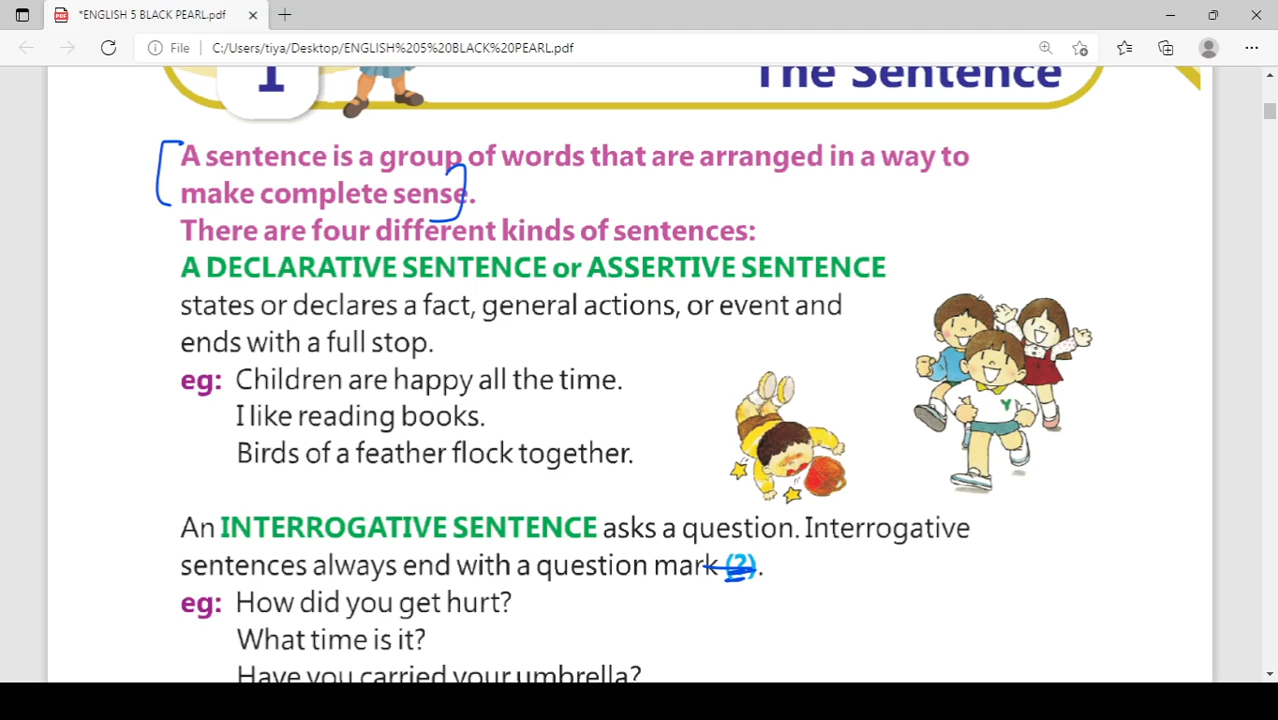 *ENGLISH 5 BLACK PEARL.pdf
File C:/Users/tiya/Desktop/ENGLISH%205%20BLACK%20PEARL.pdf
1
The Sentence
A sentence is a group of words that are arranged in a way to
make complete sense.
There are four different kinds of sentences:
A DECLARATIVE SENTENCE or ASSERTIVE SENTENCE
states or declares a fact, general actions, or event and
ends with a full stop.
eg: Children are happy all the time.
I like reading books.
Birds of a feather flock together.
Y
An INTERROGATIVE SENTENCE asks a question. Interrogative
sentences always end with a question mark (?).
eg: How did you get hurt?
What time is it?
Have you carried your umbrella?